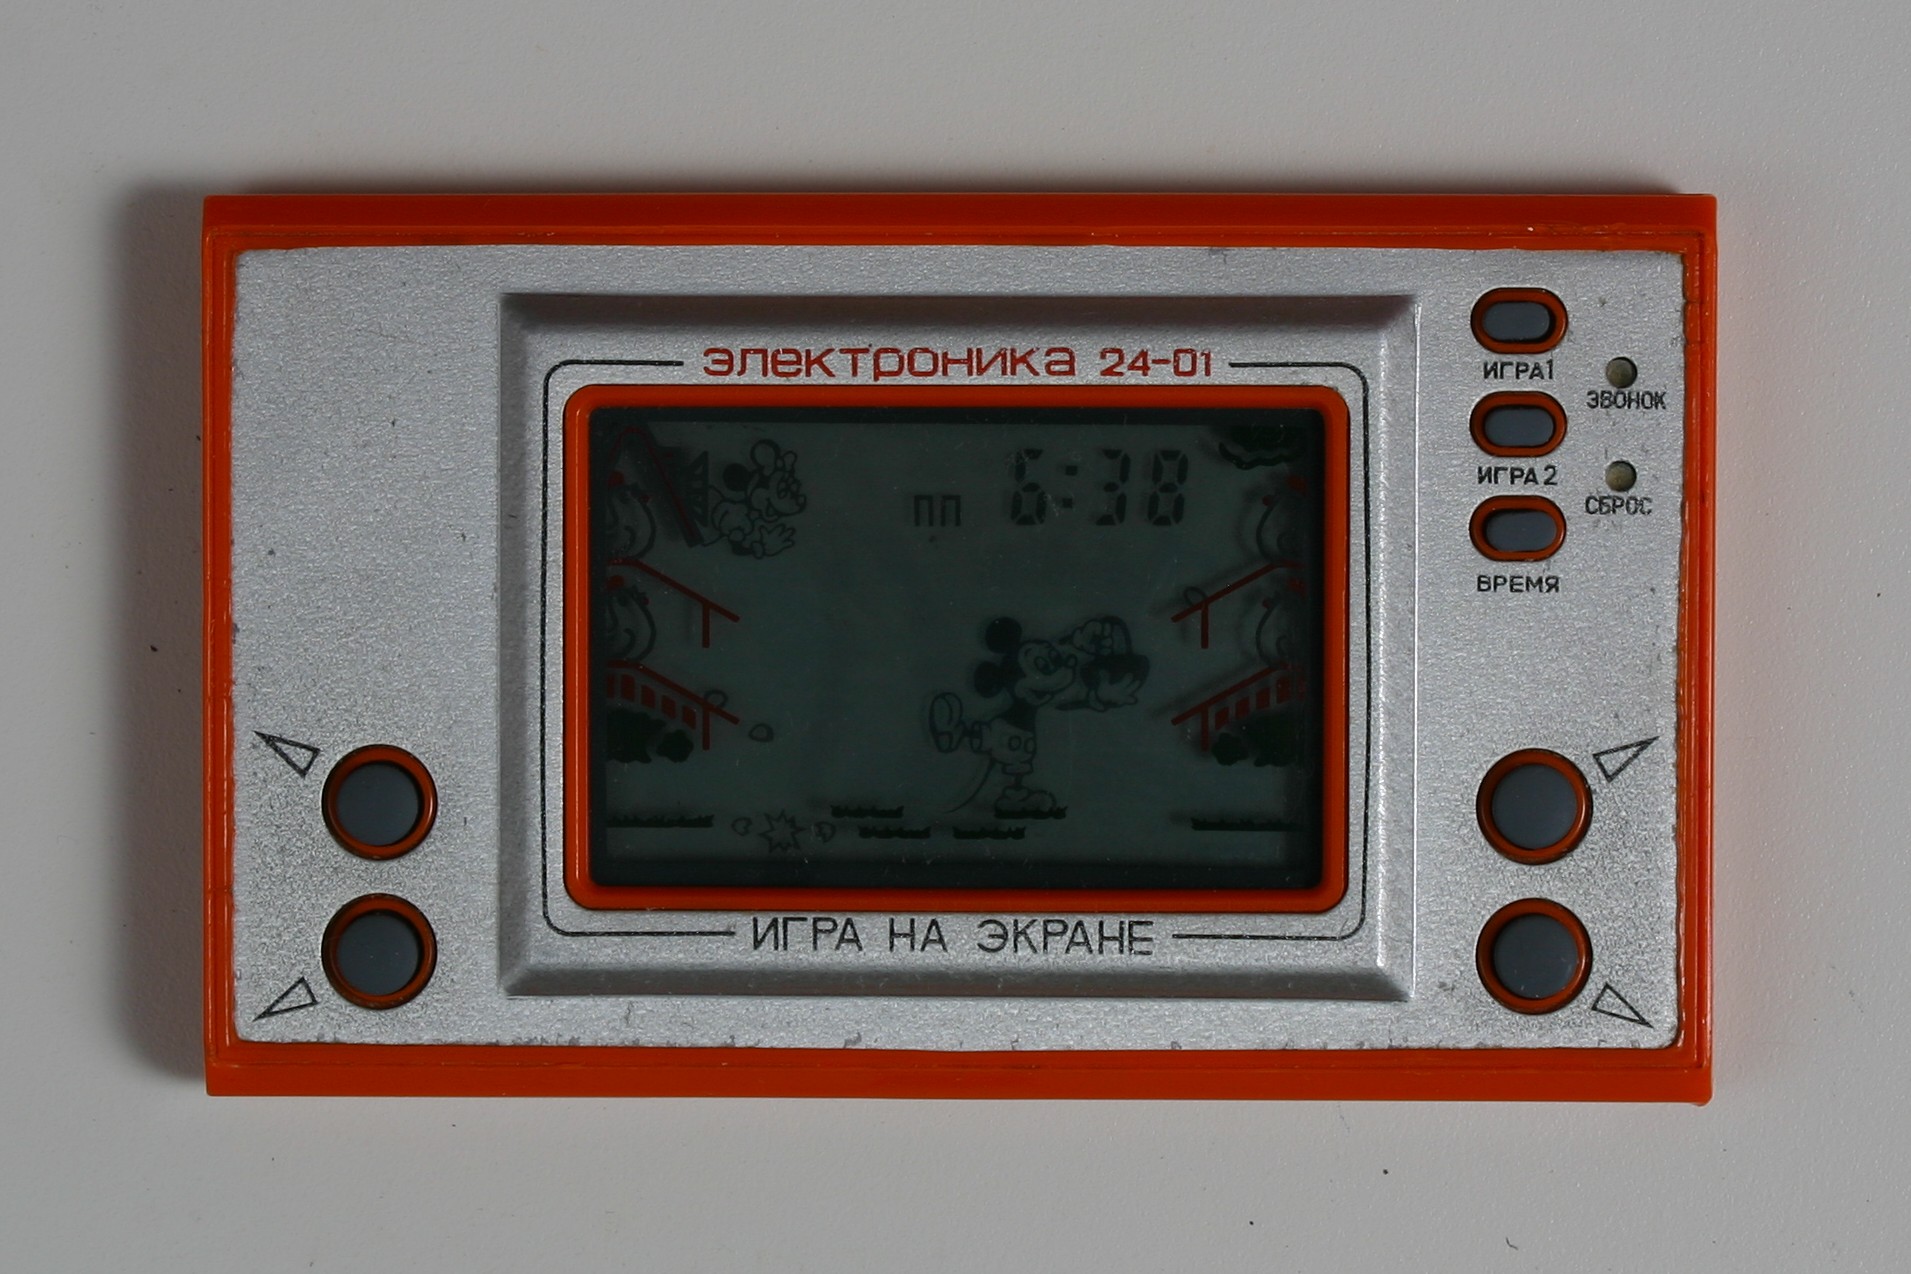 электроника 24-01
пп 6:38
ИГРА НА ЭКРАНЕ
ИГРА1
ЗВОНОК
ИГРА 2
СБРОС
ВРЕМЯ